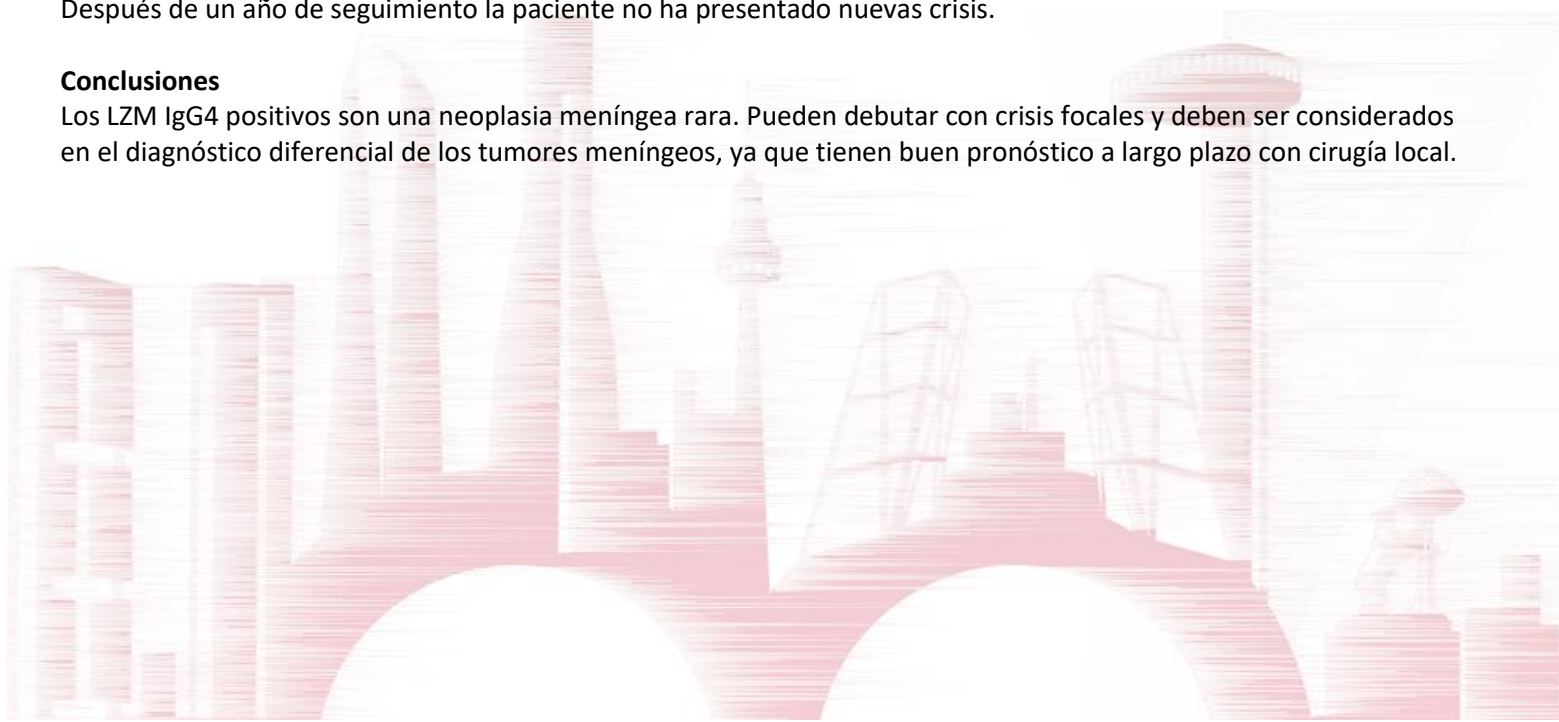 Después de un año de seguimiento la paciente no ha presentado nuevas crisis.
Conclusiones
Los LZM IgG4 positivos son una neoplasia meníngea rara. Pueden debutar con crisis focales y deben ser considerados
en el diagnóstico diferencial de los tumores meníngeos, ya que tienen buen pronóstico a largo plazo con cirugía local.